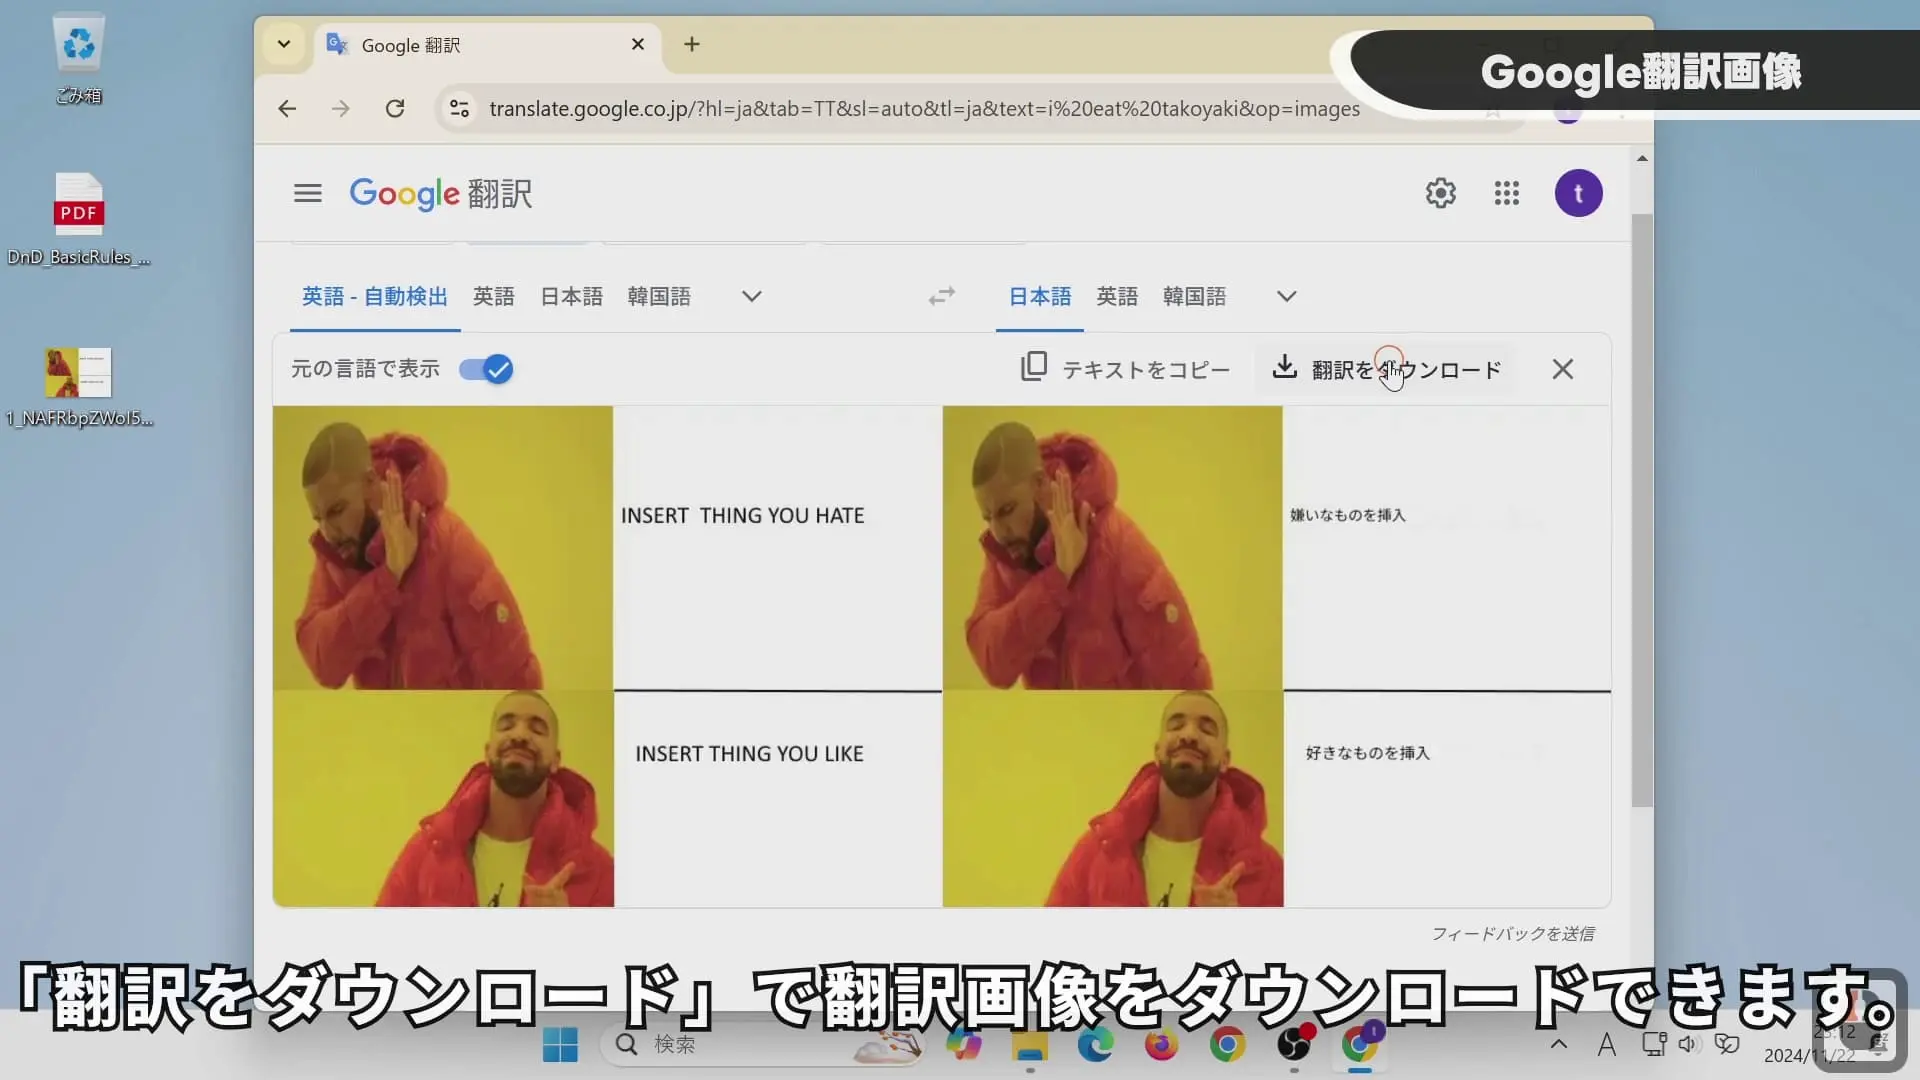 ごみ箱
Google 翻訳
Google翻訳画像
translate.google.co.jp/?hl=ja&tab=TT&sl=auto&tl=ja&text=i%20eat%20takoyaki&op=images
PDF
DnD_BasicRules_...
Google 翻訳
t
英語 - 自動検出 英語 日本語 韓国語
日本語 英語 韓国語
元の言語で表示
テキストをコピー
翻訳をダウンロード
1_NAFRbpZWoI5...
INSERT THING YOU HATE
嫌いなものを挿入
INSERT THING YOU LIKE
好きなものを挿入
フィードバックを送信
「翻訳をダウンロード」で翻訳画像をダウンロードできます。
検索
t
A
23:12
2024/11/22